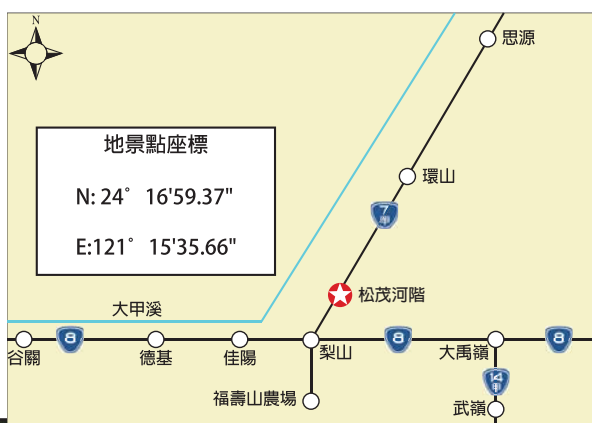 N
思源
地景點座標
N: 24° 16'59.37"
環山
7
甲
E:121° 15'35.66"
松茂河階
大甲溪
8
8
8
谷關
德基
佳陽
梨山
大禹嶺
14
甲
福壽山農場
武嶺